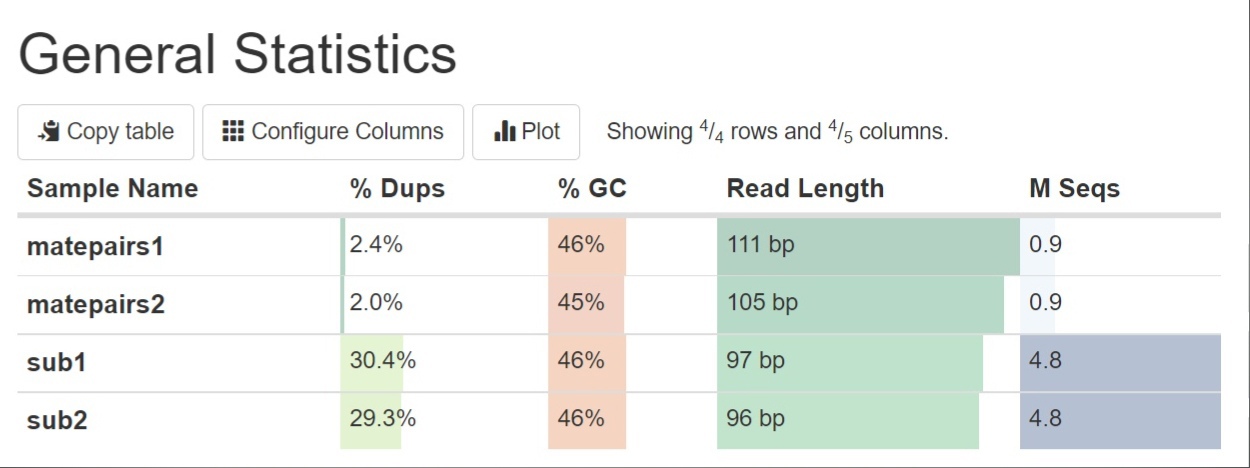 General Statistics
Copy table Configure Columns Plot Showing 4/4 rows and 4/5 columns.
Sample Name % Dups % GC Read Length M Seqs
matepairs1 2.4% 46% 111 bp 0.9
matepairs2 2.0% 45% 105 bp 0.9
sub1 30.4% 46% 97 bp 4.8
sub2 29.3% 46% 96 bp 4.8